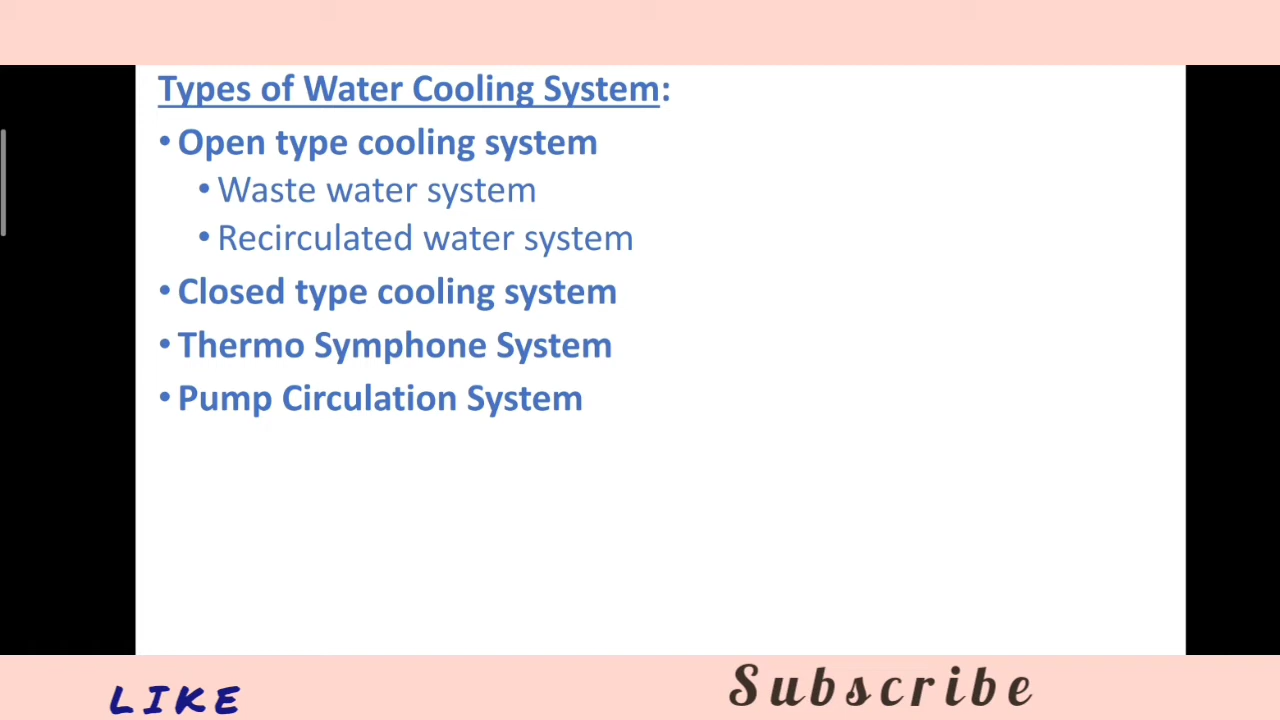 Types of Water Cooling System:
• Open type cooling system
• Waste water system
• Recirculated water system
• Closed type cooling system
• Thermo Symphone System
• Pump Circulation System
LIKE
Subscribe